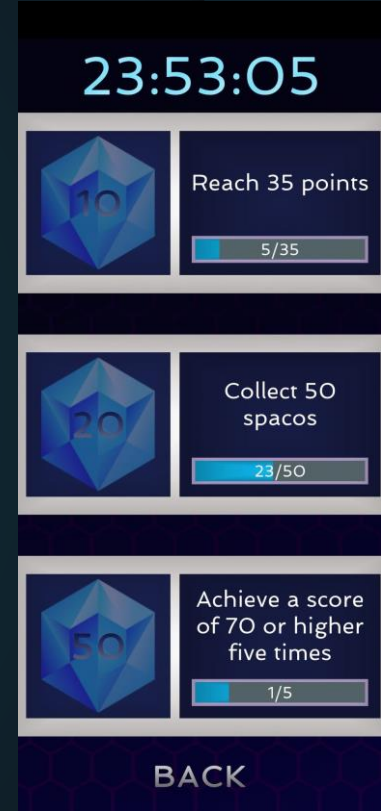 23:53:05
10
Reach 35 points
5/35
20
Collect 50
spacos
23/50
50
Achieve a score
of 70 or higher
five times
1/5
BACK